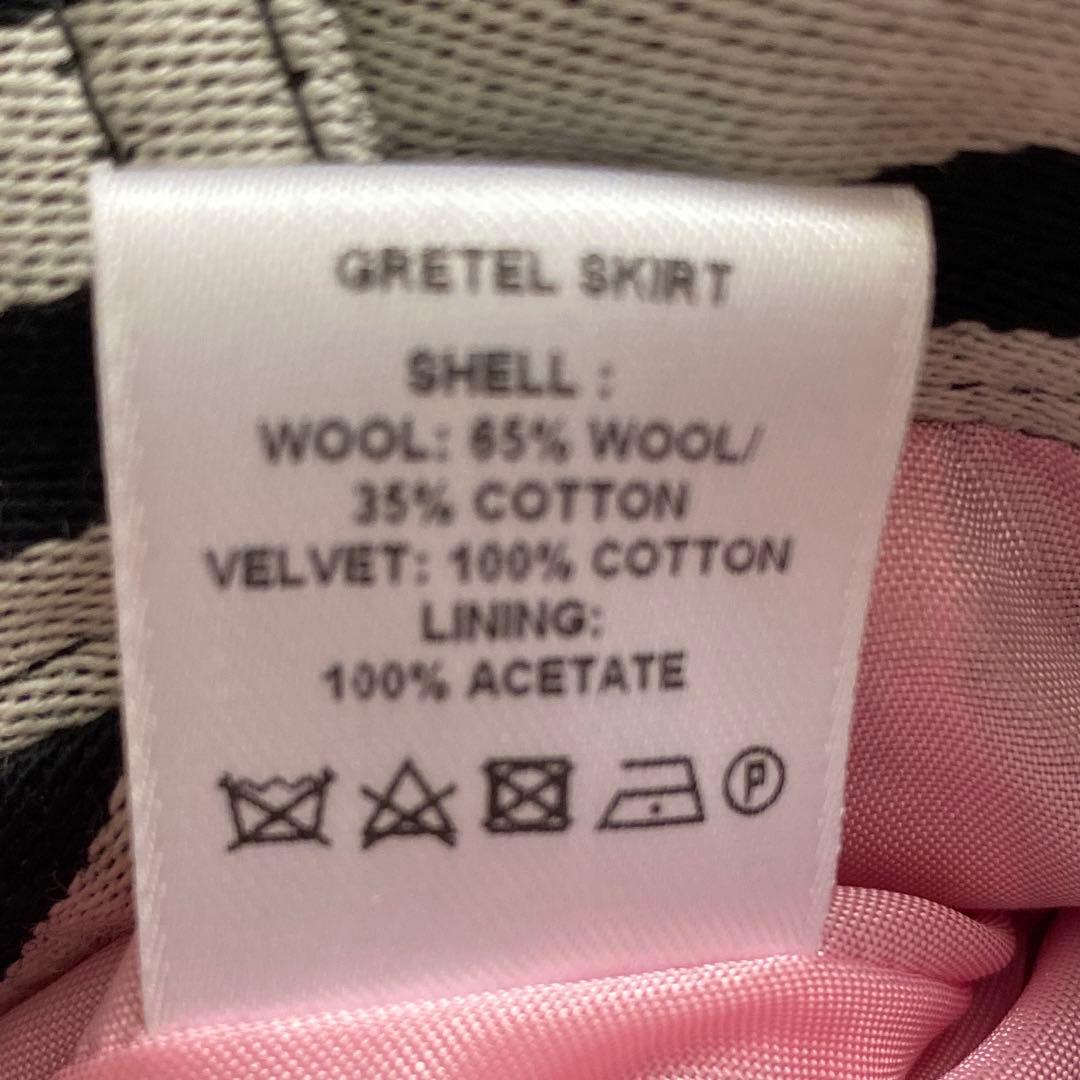 GRETEL SKIRT
SHELL :
WOOL: 65% WOOL/
35% COTTON
VELVET: 100% COTTON
LINING:
100% ACETATE
P